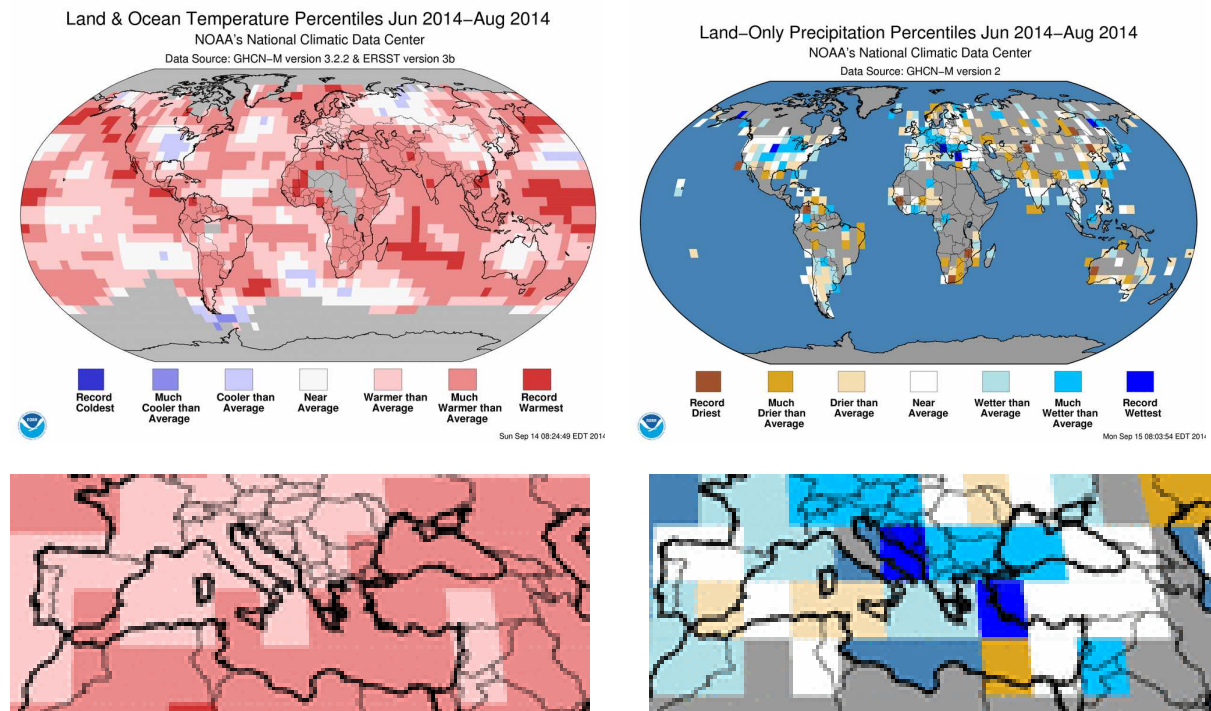 Land & Ocean Temperature Percentiles Jun 2014–Aug 2014
NOAA's National Climatic Data Center
Data Source: GHCN–M version 3.2.2 & ERSST version 3b
Record
Coldest
Much
Cooler than
Average
Cooler than
Average
Near
Average
Warmer than
Average
Much
Warmer than
Average
Record
Warmest
NOAA
Sun Sep 14 08:24:49 EDT 2014
Land–Only Precipitation Percentiles Jun 2014–Aug 2014
NOAA's National Climatic Data Center
Data Source: GHCN–M version 2
Record
Driest
Much
Drier than
Average
Drier than
Average
Near
Average
Wetter than
Average
Much
Wetter than
Average
Record
Wettest
NOAA
Mon Sep 15 08:03:54 EDT 2014